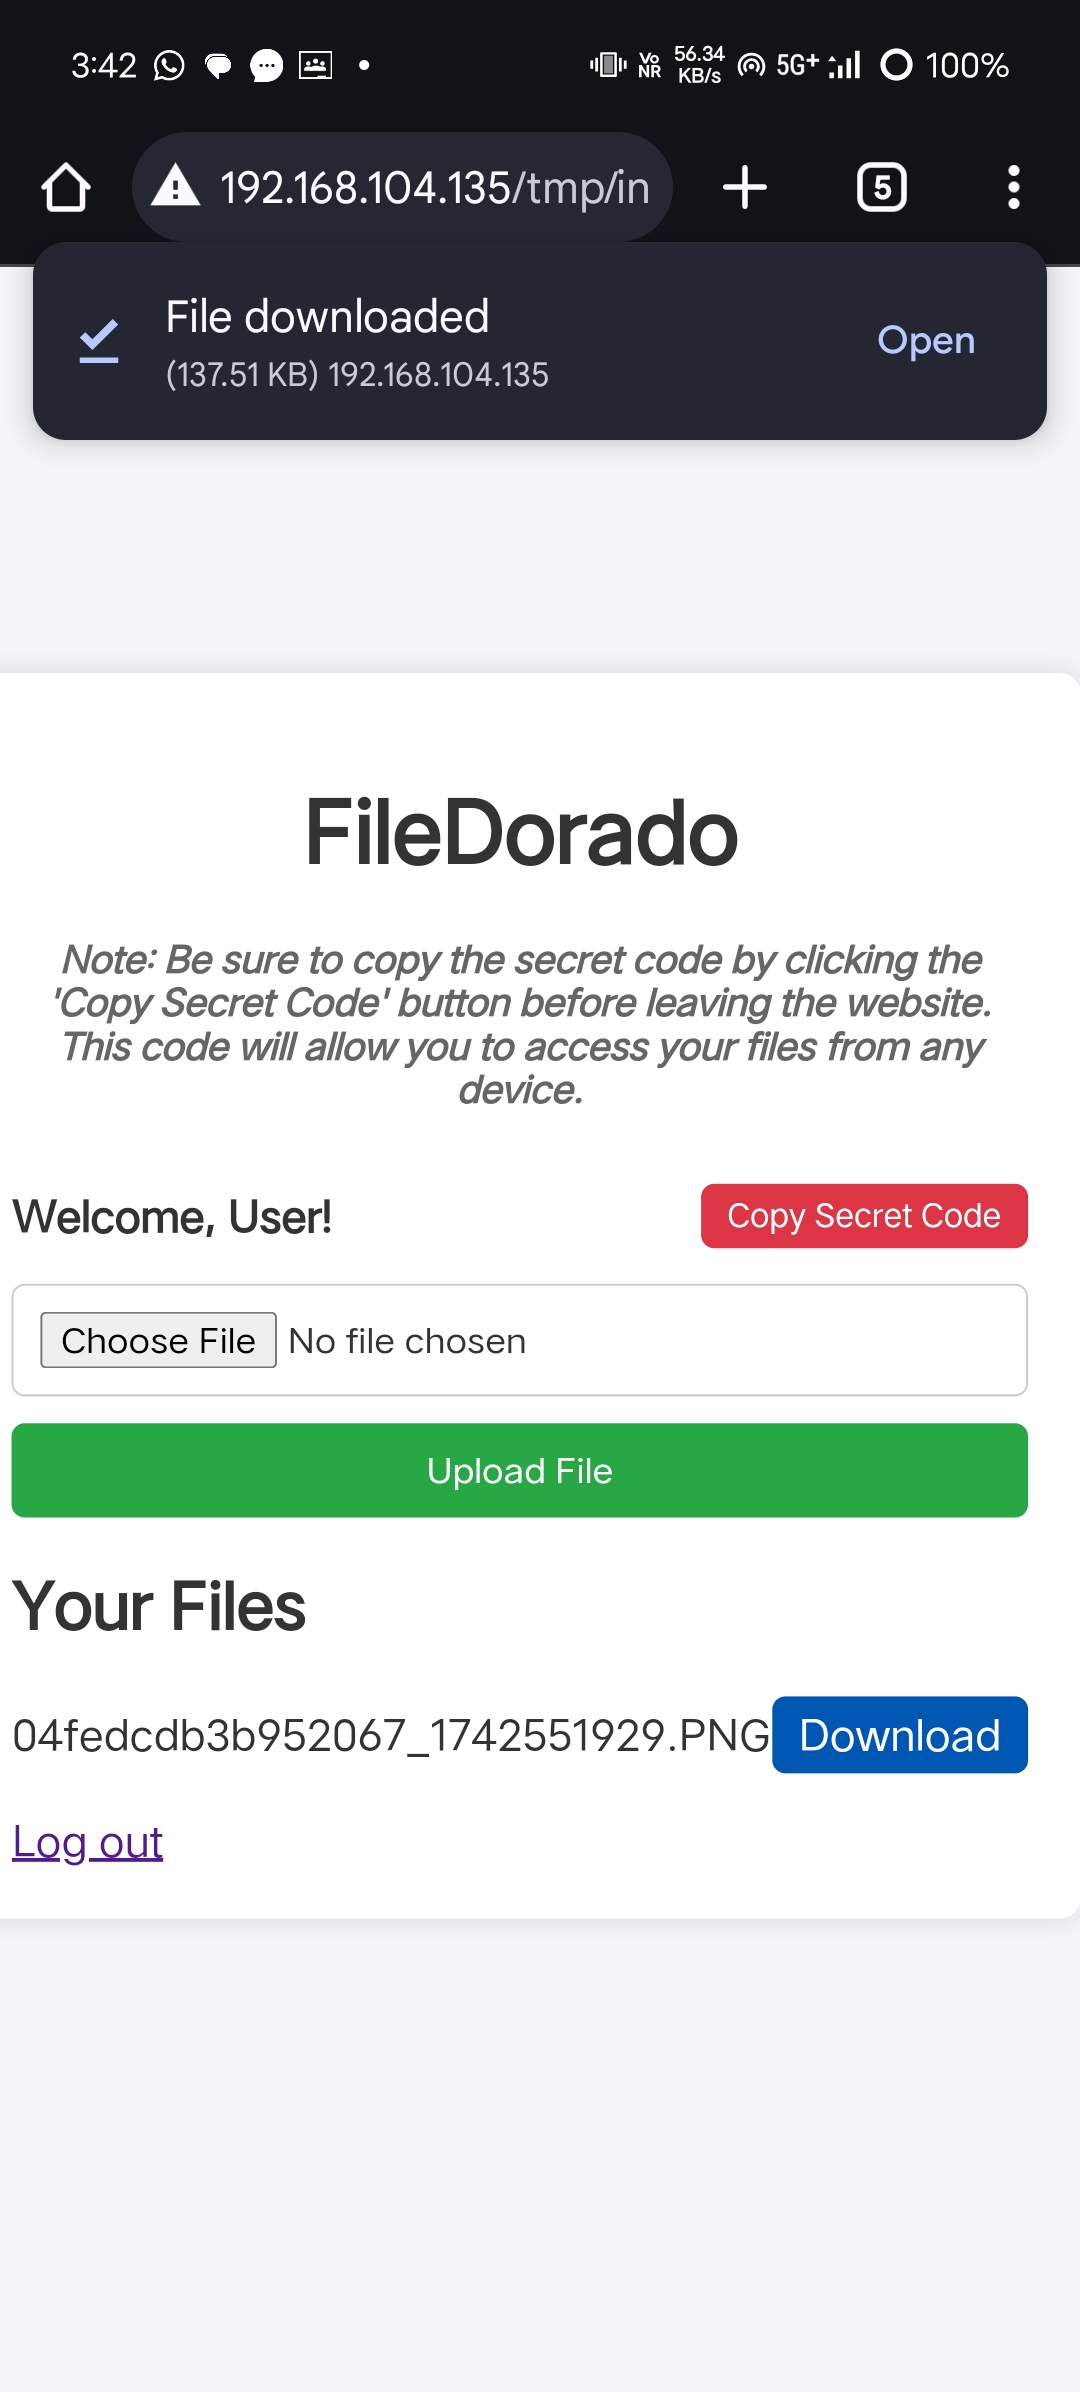 3:42 Vo NR 56.34 KB/s 5G+ 100%
192.168.104.135/tmp/in 5
File downloaded
(137.51 KB) 192.168.104.135
Open
FileDorado
Note: Be sure to copy the secret code by clicking the
'Copy Secret Code' button before leaving the website.
This code will allow you to access your files from any
device.
Welcome, User!
Copy Secret Code
Choose File No file chosen
Upload File
Your Files
04fedcdb3b952067_1742551929.PNG Download
Log out